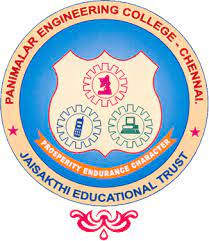 PANIMALAR ENGINEERING COLLEGE - CHENNAI.
PROSPERITY ENDURANCE CHARACTER
JAISAKTHI EDUCATIONAL TRUST